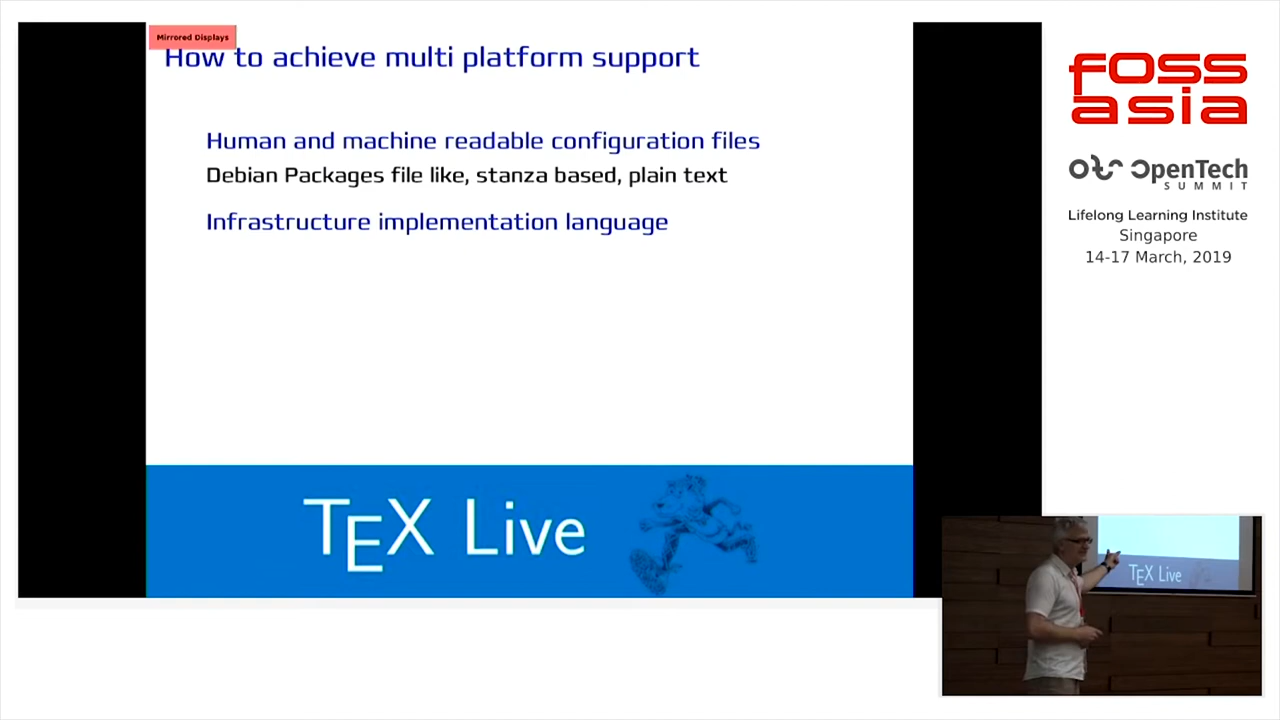 Mirrored Displays
How to achieve multi platform support
Human and machine readable configuration files
Debian Packages file like, stanza based, plain text
Infrastructure implementation language
TEX Live
FOSS
asia
OpenTech
SUMMIT
Lifelong Learning Institute
Singapore
14-17 March, 2019
TEX Live